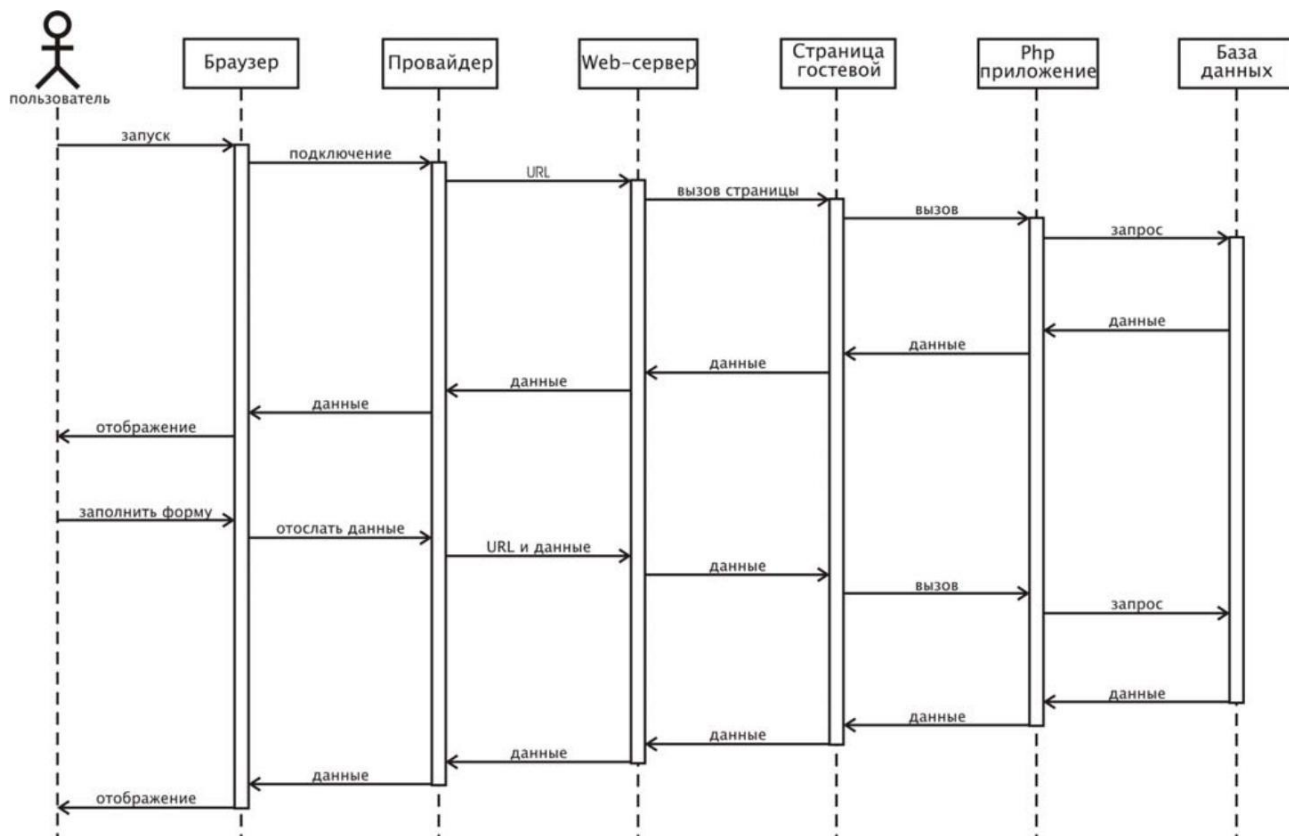 пользователь
Браузер
Провайдер
Web-сервер
Страница
гостевой
Php
приложение
База
данных
запуск
подключение
URL
вызов страницы
вызов
запрос
данные
данные
данные
данные
данные
отображение
заполнить форму
отослать данные
URL и данные
данные
вызов
запрос
данные
данные
данные
данные
данные
отображение